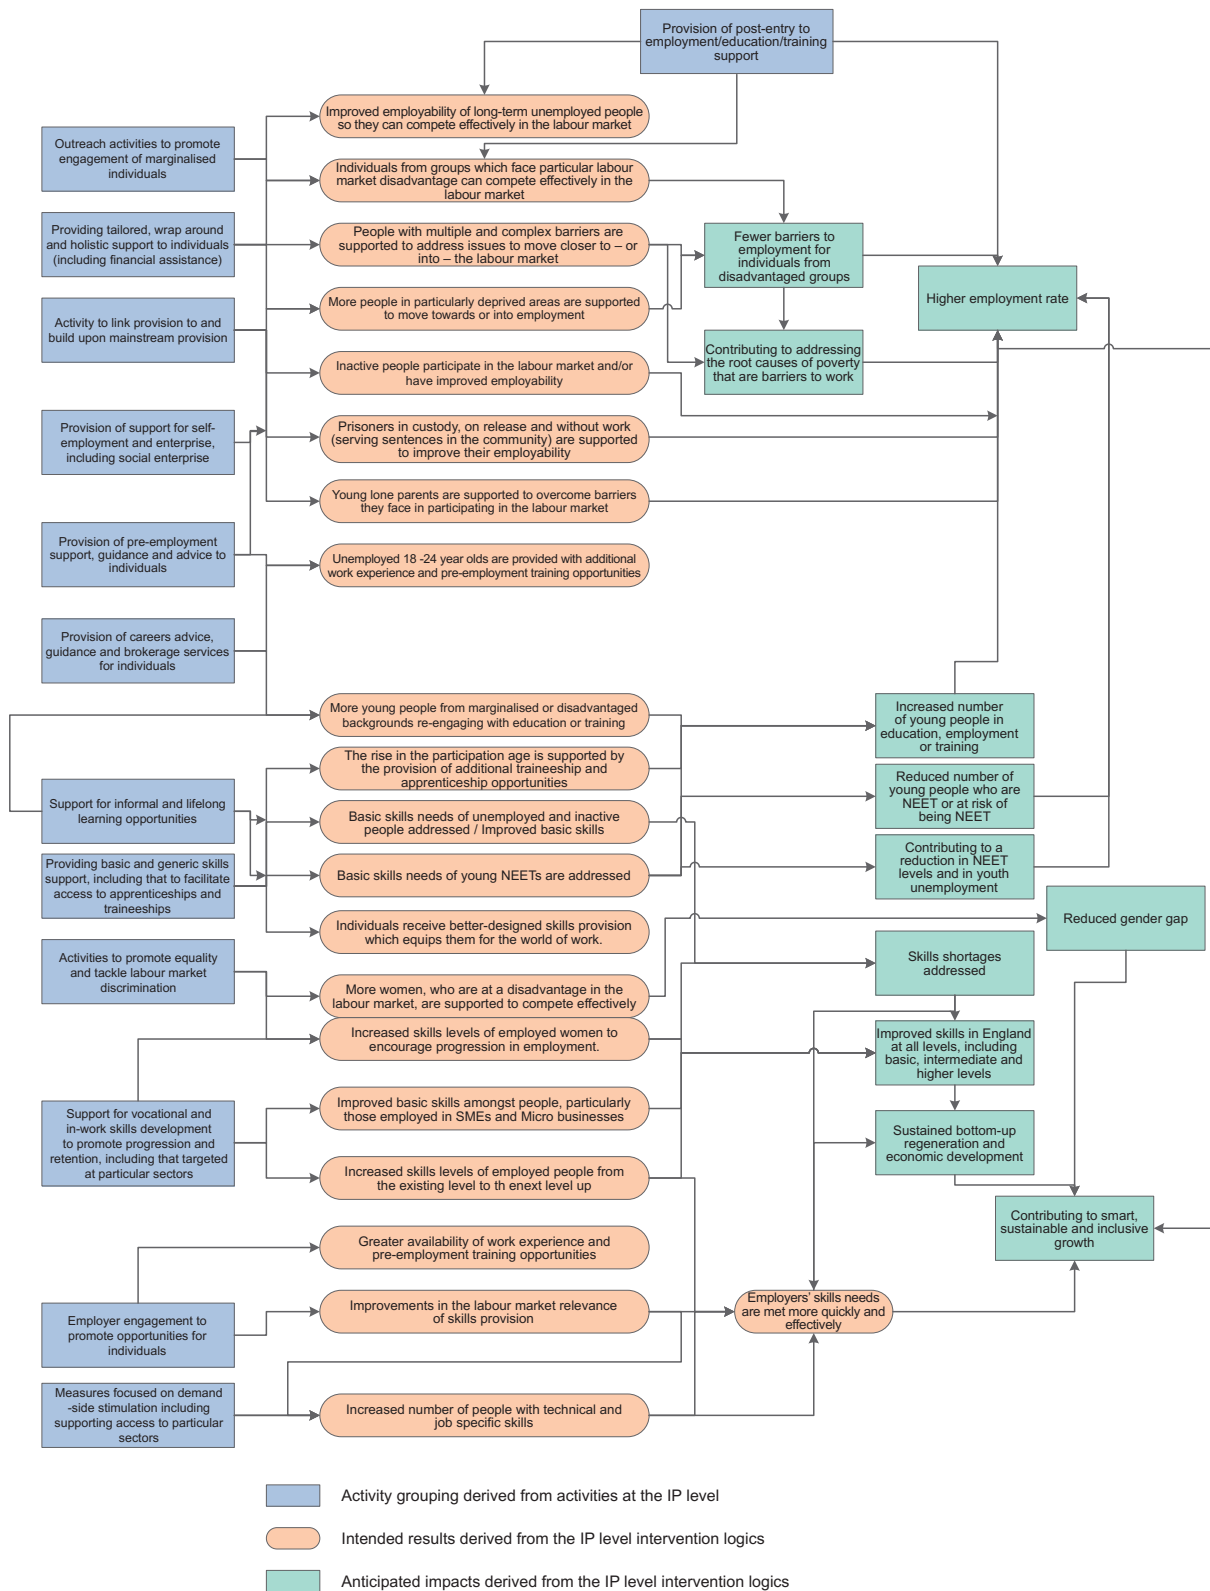 Provision of post-entry to
employment/education/training
support
Improved employability of long-term unemployed people
so they can compete effectively in the labour market
Outreach activities to promote
engagement of marginalised
individuals
Individuals from groups which face particular labour
market disadvantage can compete effectively in the
labour market
Providing tailored, wrap around
and holistic support to individuals
(including financial assistance)
People with multiple and complex barriers are
supported to address issues to move closer to – or
into – the labour market
Fewer barriers to
employment for
individuals from
disadvantaged groups
Higher employment rate
Activity to link provision to and
build upon mainstream provision
More people in particularly deprived areas are supported
to move towards or into employment
Contributing to addressing
the root causes of poverty
that are barriers to work
Inactive people participate in the labour market and/or
have improved employability
Provision of support for self-
employment and enterprise,
including social enterprise
Prisoners in custody, on release and without work
(serving sentences in the community) are supported
to improve their employability
Young lone parents are supported to overcome barriers
they face in participating in the labour market
Provision of pre-employment
support, guidance and advice to
individuals
Unemployed 18 -24 year olds are provided with additional
work experience and pre-employment training opportunities
Provision of careers advice,
guidance and brokerage services
for individuals
More young people from marginalised or disadvantaged
backgrounds re-engaging with education or training
Increased number
of young people in
education, employment
or training
The rise in the participation age is supported by
the provision of additional traineeship and
apprenticeship opportunities
Reduced number of
young people who are
NEET or at risk of
being NEET
Support for informal and lifelong
learning opportunities
Basic skills needs of unemployed and inactive
people addressed / Improved basic skills
Contributing to a
reduction in NEET
levels and in youth
unemployment
Providing basic and generic skills
support, including that to facilitate
access to apprenticeships and
traineeships
Basic skills needs of young NEETs are addressed
Reduced gender gap
Individuals receive better-designed skills provision
which equips them for the world of work.
Activities to promote equality
and tackle labour market
discrimination
Skills shortages
addressed
More women, who are at a disadvantage in the
labour market, are supported to compete effectively
Increased skills levels of employed women to
encourage progression in employment.
Improved skills in England
at all levels, including
basic, intermediate and
higher levels
Support for vocational and
in-work skills development
to promote progression and
retention, including that targeted
at particular sectors
Improved basic skills amongst people, particularly
those employed in SMEs and Micro businesses
Sustained bottom-up
regeneration and
economic development
Increased skills levels of employed people from
the existing level to th enext level up
Contributing to smart,
sustainable and inclusive
growth
Greater availability of work experience and
pre-employment training opportunities
Employer engagement to
promote opportunities for
individuals
Improvements in the labour market relevance
of skills provision
Employers' skills needs
are met more quickly and
effectively
Measures focused on demand
-side stimulation including
supporting access to particular
sectors
Increased number of people with technical and
job specific skills
Activity grouping derived from activities at the IP level
Intended results derived from the IP level intervention logics
Anticipated impacts derived from the IP level intervention logics